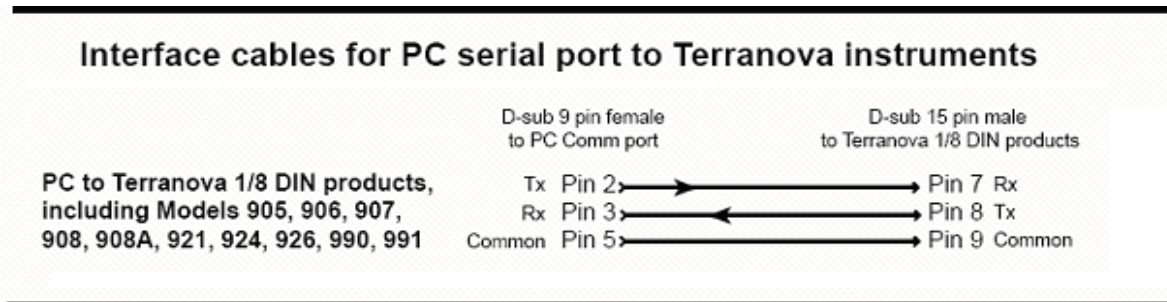 Interface cables for PC serial port to Terranova instruments
D-sub 9 pin female
to PC Comm port
D-sub 15 pin male
to Terranova 1/8 DIN products
PC to Terranova 1/8 DIN products,
including Models 905, 906, 907,
908, 908A, 921, 924, 926, 990, 991
Tx Pin 2 Pin 7 Rx
Rx Pin 3 Pin 8 Tx
Common Pin 5 Pin 9 Common